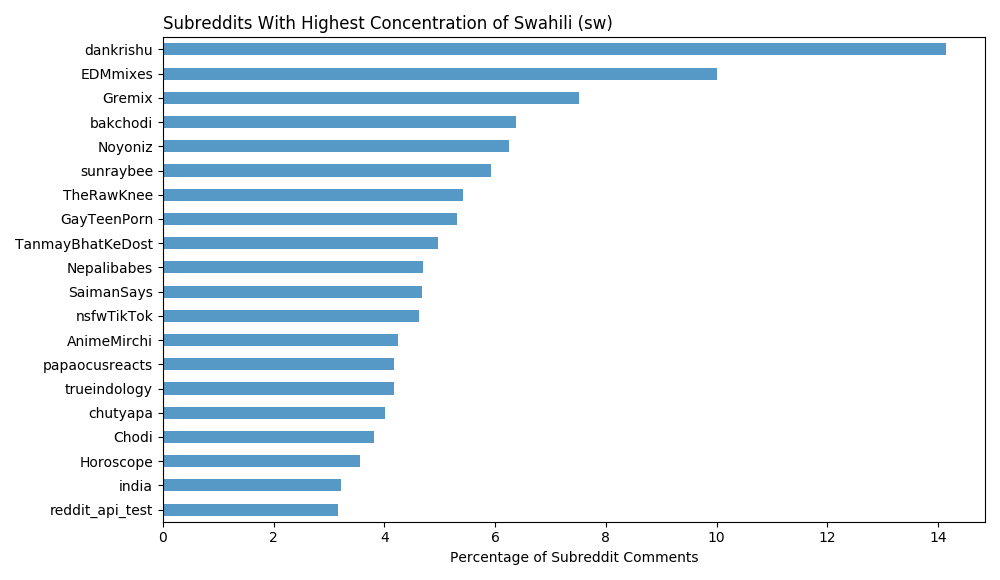 Subreddits With Highest Concentration of Swahili (sw)
dankrishu
EDMmixes
Gremix
bakchodi
Noyoniz
sunraybee
TheRawKnee
GayTeenPorn
TanmayBhatKeDost
Nepalibabes
SaimanSays
nsfwTikTok
AnimeMirchi
papaocusreacts
trueindology
chutyapa
Chodi
Horoscope
india
reddit_api_test
0 2 4 6 8 10 12 14
Percentage of Subreddit Comments